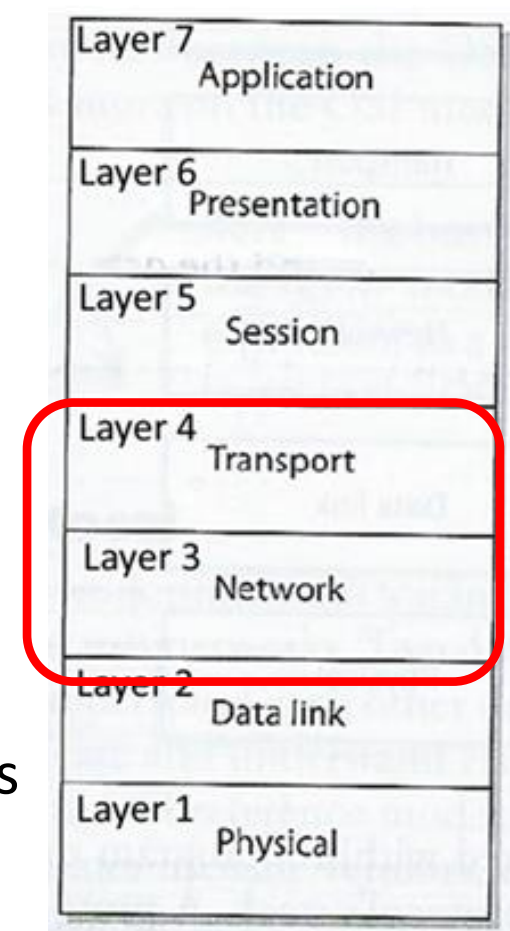 Layer 7
Application
Layer 6
Presentation
Layer 5
Session
Layer 4
Transport
Layer 3
Network
Layer 2
Data link
s
Layer 1
Physical